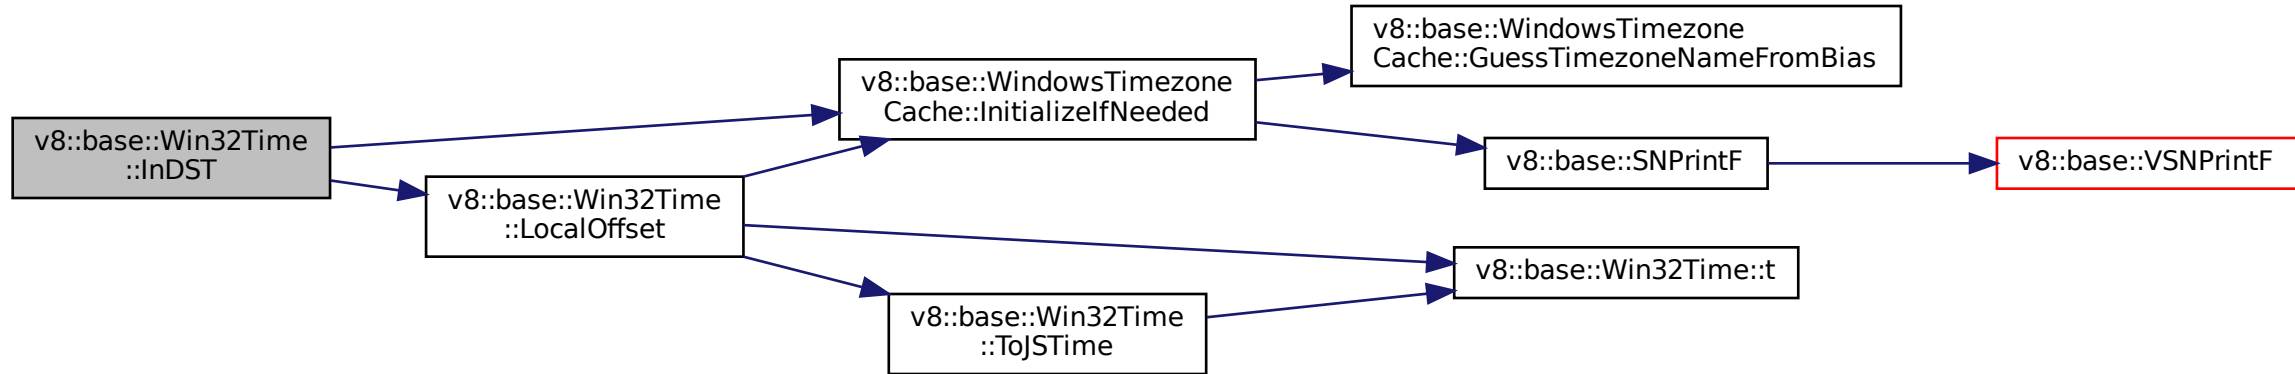 v8::base::Win32Time
::InDST
v8::base::WindowsTimezone
Cache::InitializeIfNeeded
v8::base::Win32Time
::LocalOffset
v8::base::WindowsTimezone
Cache::GuessTimezoneNameFromBias
v8::base::SNPrintF
v8::base::VSNPrintF
v8::base::Win32Time::t
v8::base::Win32Time
::ToJSTime